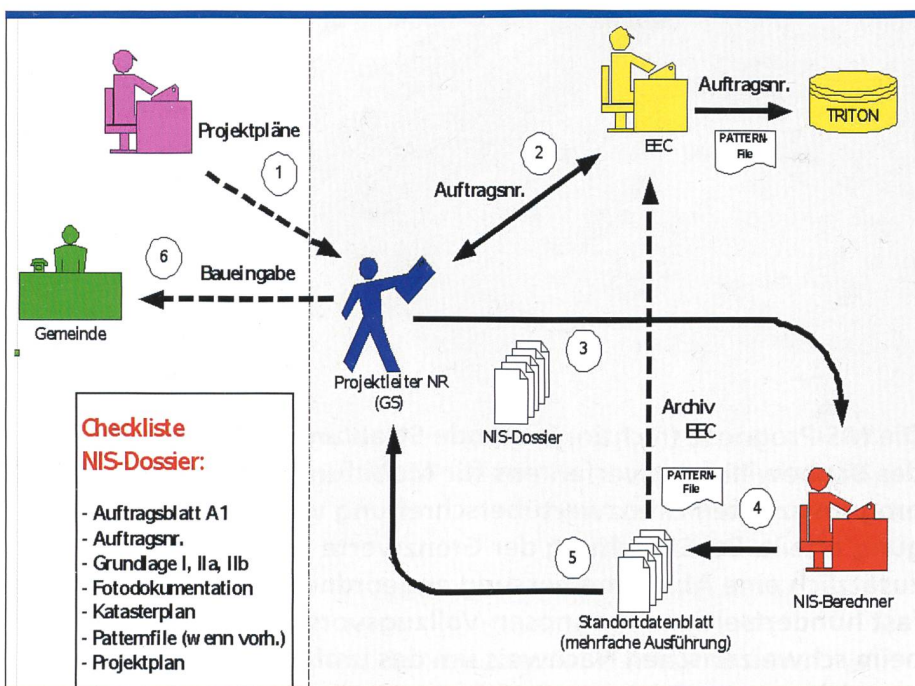 Projektpläne
1
2
Auftragsnr.
EEC
Auftragsnr.
PATTERN-
File
TRITON
6
Baueingabe
Gemeinde
Projektleiter NR
(GS)
3
NIS-Dossier
Archiv
EEC
PATTERN-
File
4
NIS-Berechner
5
Standortdatenblatt
(mehrfache Ausführung)
Checkliste
NIS-Dossier:
- Auftragsblatt A1
- Auftragsnr.
- Grundlage I, IIa, IIb
- Fotodokumentation
- Katasterplan
- Patternfile (wenn vorh.)
- Projektplan